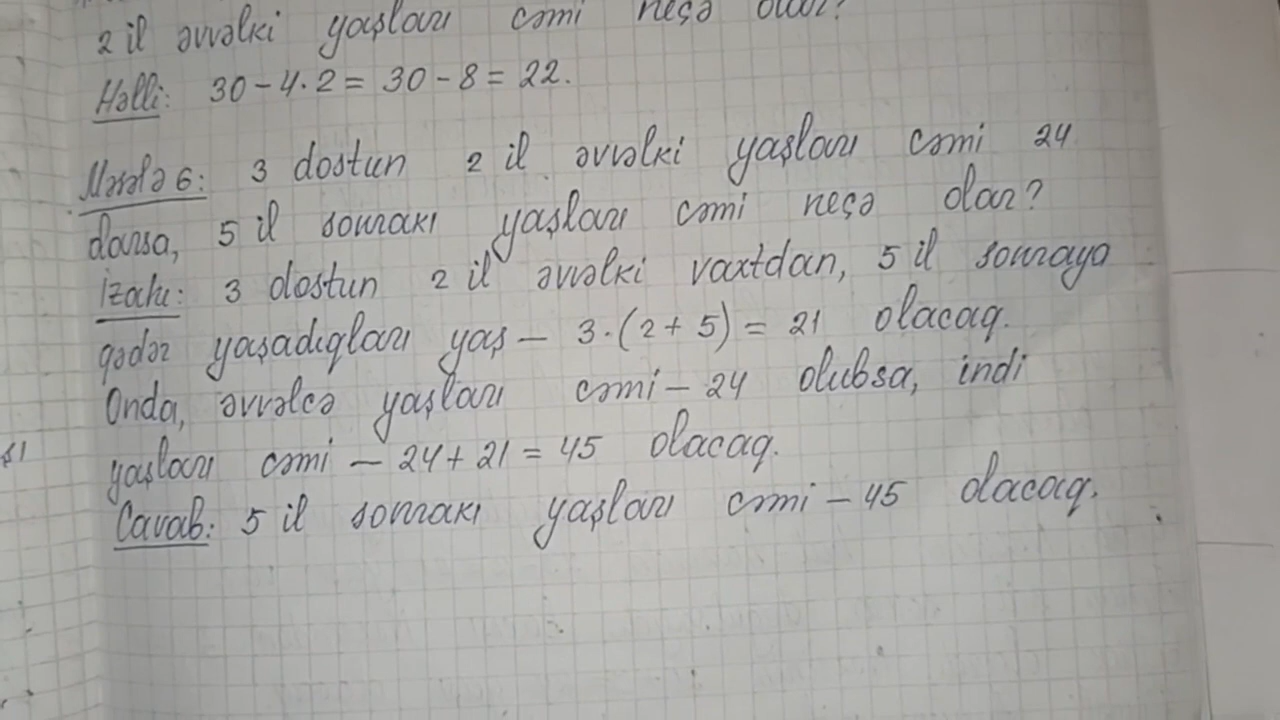 2 il əvvəlki yaşları cəmi neçə olar?
Həlli: 30 - 4 · 2 = 30 - 8 = 22.
Məsələ 6: 3 dostun 2 il əvvəlki yaşları cəmi 24
darsa, 5 il sonrakı yaşları cəmi neçə olar?
İzahı: 3 dostun 2 il əvvəlki vaxtdan, 5 il sonraya
qədər yaşadıqları yaş — 3 · (2 + 5) = 21 olacaq.
Onda, əvvəlcə yaşları cəmi — 24 olubsa, indi
yaşları cəmi — 24 + 21 = 45 olacaq.
Cavab: 5 il sonrakı yaşları cəmi — 45 olacaq.